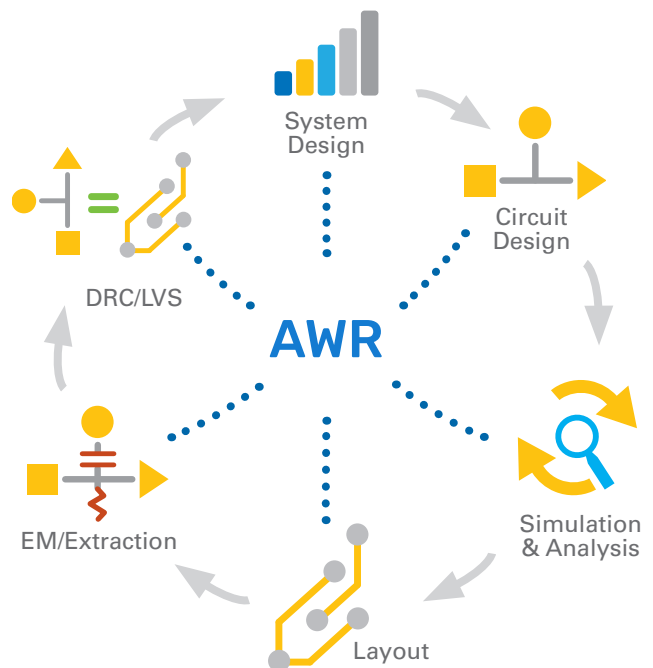 System
Design
Circuit
Design
DRC/LVS
AWR
Simulation
& Analysis
EM/Extraction
Layout